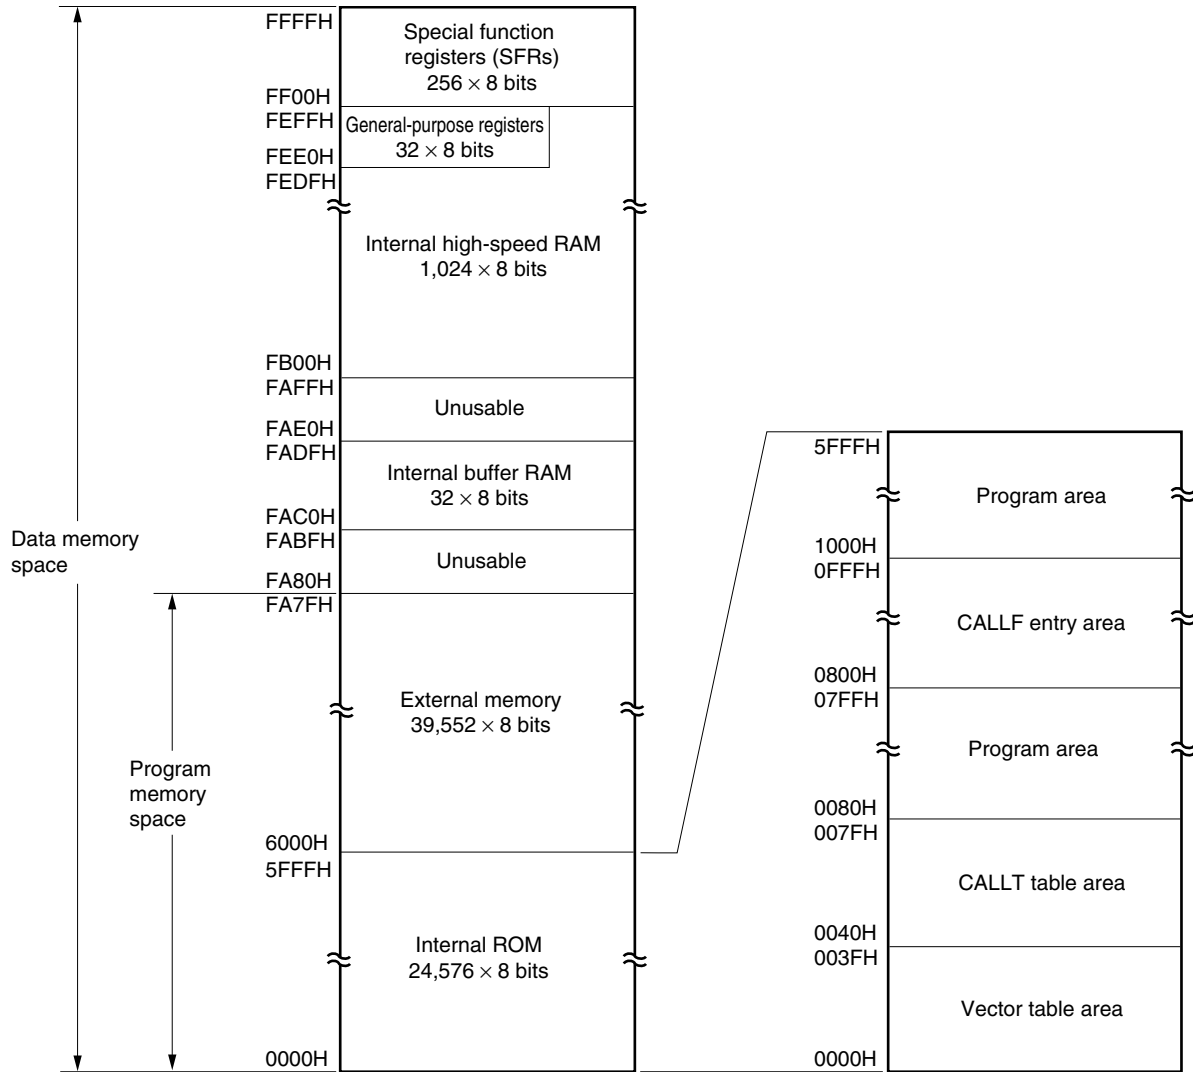 FFFFH
Special function
registers (SFRs)
256 × 8 bits
FF00H
FEFFH
General-purpose registers
32 × 8 bits
FEE0H
FEDFH
Internal high-speed RAM
1,024 × 8 bits
FB00H
FAFFH
Unusable
FAE0H
FADFH
Internal buffer RAM
32 × 8 bits
FAC0H
FABFH
Unusable
FA80H
FA7FH
Data memory
space
External memory
39,552 × 8 bits
Program
memory
space
6000H
5FFFH
Internal ROM
24,576 × 8 bits
0000H
5FFFH
Program area
1000H
0FFFH
CALLF entry area
0800H
07FFH
Program area
0080H
007FH
CALLT table area
0040H
003FH
Vector table area
0000H